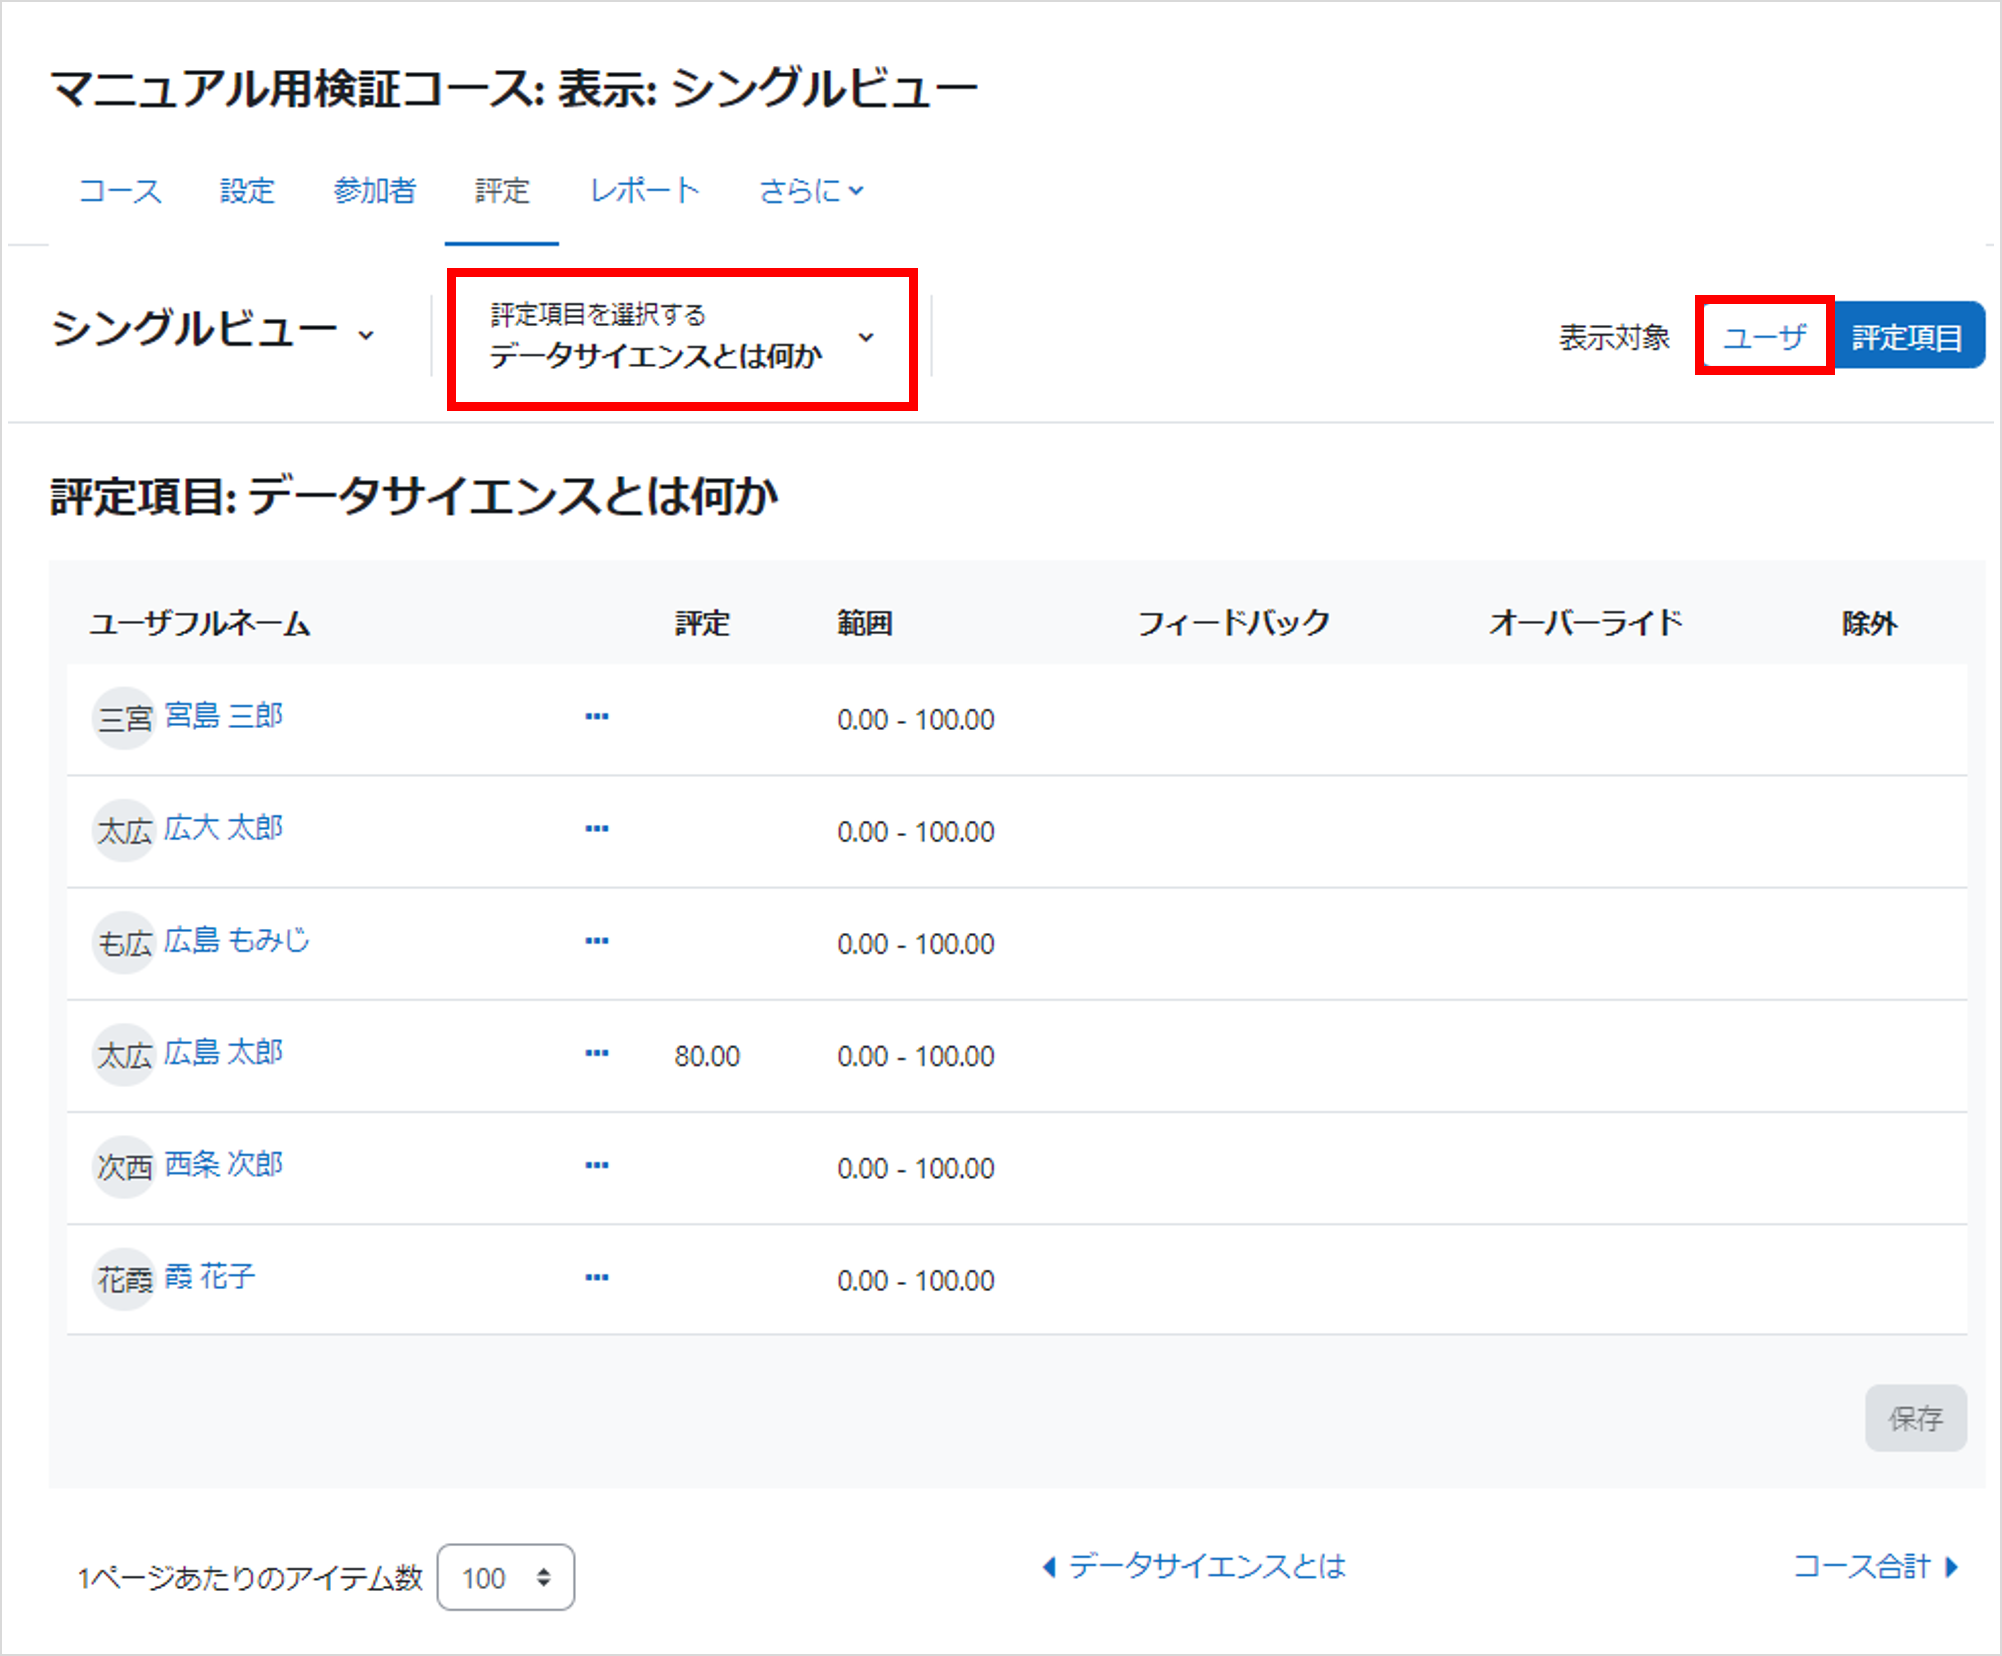 マニュアル用検証コース: 表示: シングルビュー
コース 設定 参加者 評定 レポート さらに
シングルビュー
評定項目を選択する
データサイエンスとは何か
表示対象 ユーザ 評定項目
評定項目: データサイエンスとは何か
ユーザフルネーム 評定 範囲 フィードバック オーバーライド 除外
三宮 宮島 三郎 ... 0.00 - 100.00
太広 広大 太郎 ... 0.00 - 100.00
も広 広島 もみじ ... 0.00 - 100.00
太広 広島 太郎 ... 80.00 0.00 - 100.00
次西 西条 次郎 ... 0.00 - 100.00
花霞 霞 花子 ... 0.00 - 100.00
保存
1ページあたりのアイテム数 100 データサイエンスとは コース合計